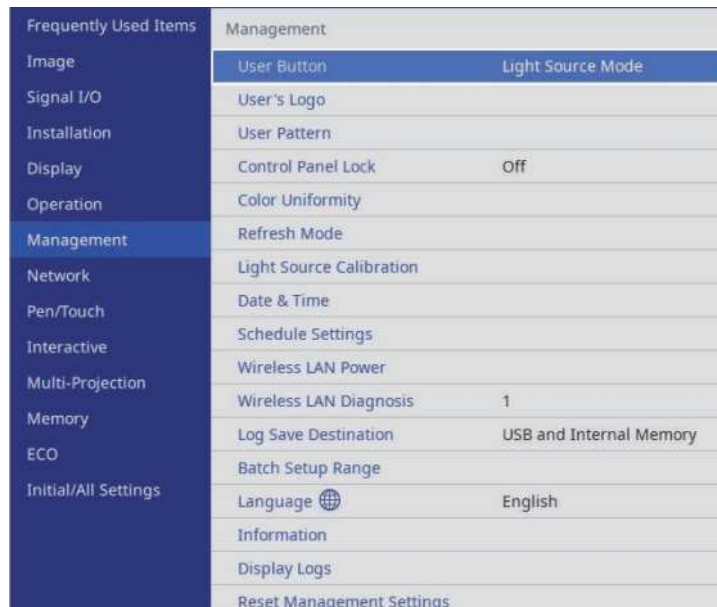 Frequently Used Items
Image
Signal I/O
Installation
Display
Operation
Management
Network
Pen/Touch
Interactive
Multi-Projection
Memory
ECO
Initial/All Settings
Management
User Button Light Source Mode
User's Logo
User Pattern
Control Panel Lock Off
Color Uniformity
Refresh Mode
Light Source Calibration
Date & Time
Schedule Settings
Wireless LAN Power
Wireless LAN Diagnosis 1
Log Save Destination USB and Internal Memory
Batch Setup Range
Language English
Information
Display Logs
Reset Management Settings